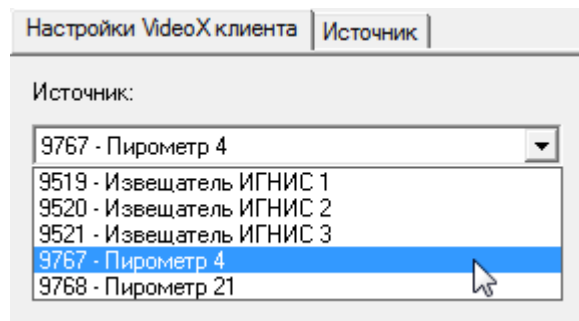 Настройки VideoX клиента
Источник
Источник:
9767 - Пирометр 4
9519 - Извещатель ИГНИС 1
9520 - Извещатель ИГНИС 2
9521 - Извещатель ИГНИС 3
9767 - Пирометр 4
9768 - Пирометр 21